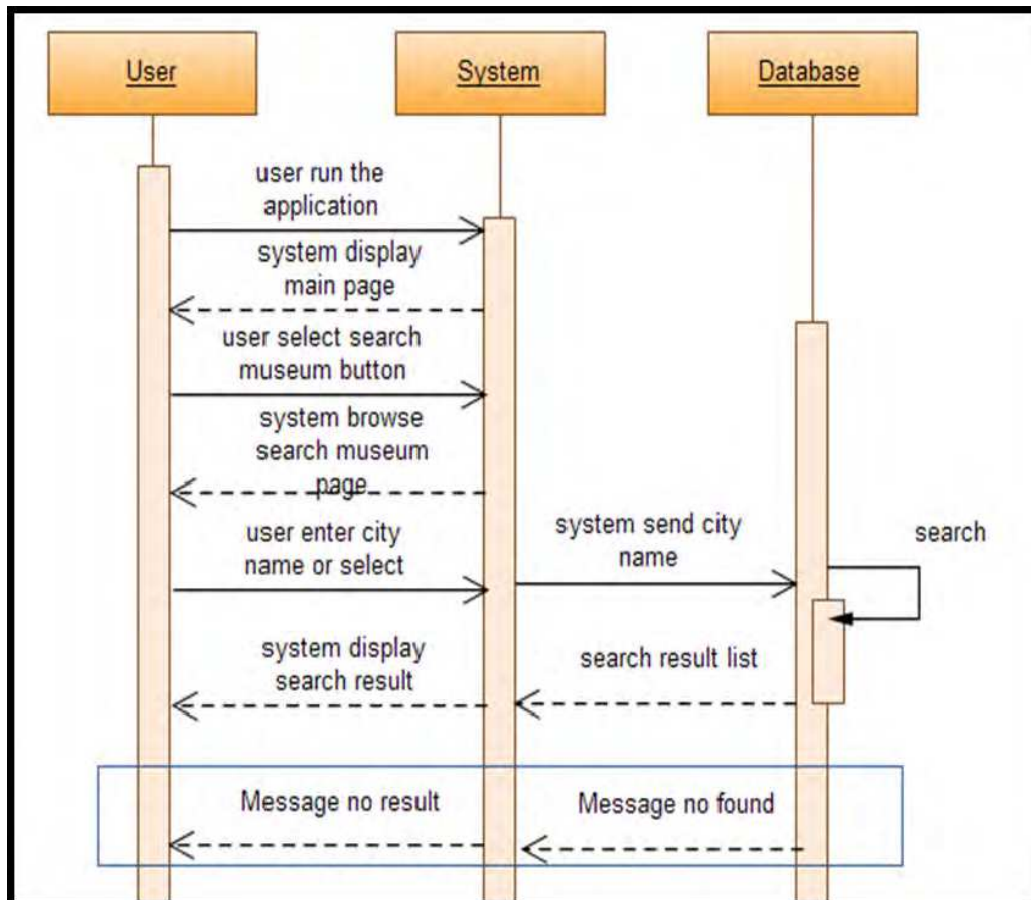 User
System
Database
user run the
application
system display
main page
user select search
museum button
system browse
search museum
page
user enter city
name or select
system send city
name
search
system display
search result
search result list
Message no result
Message no found